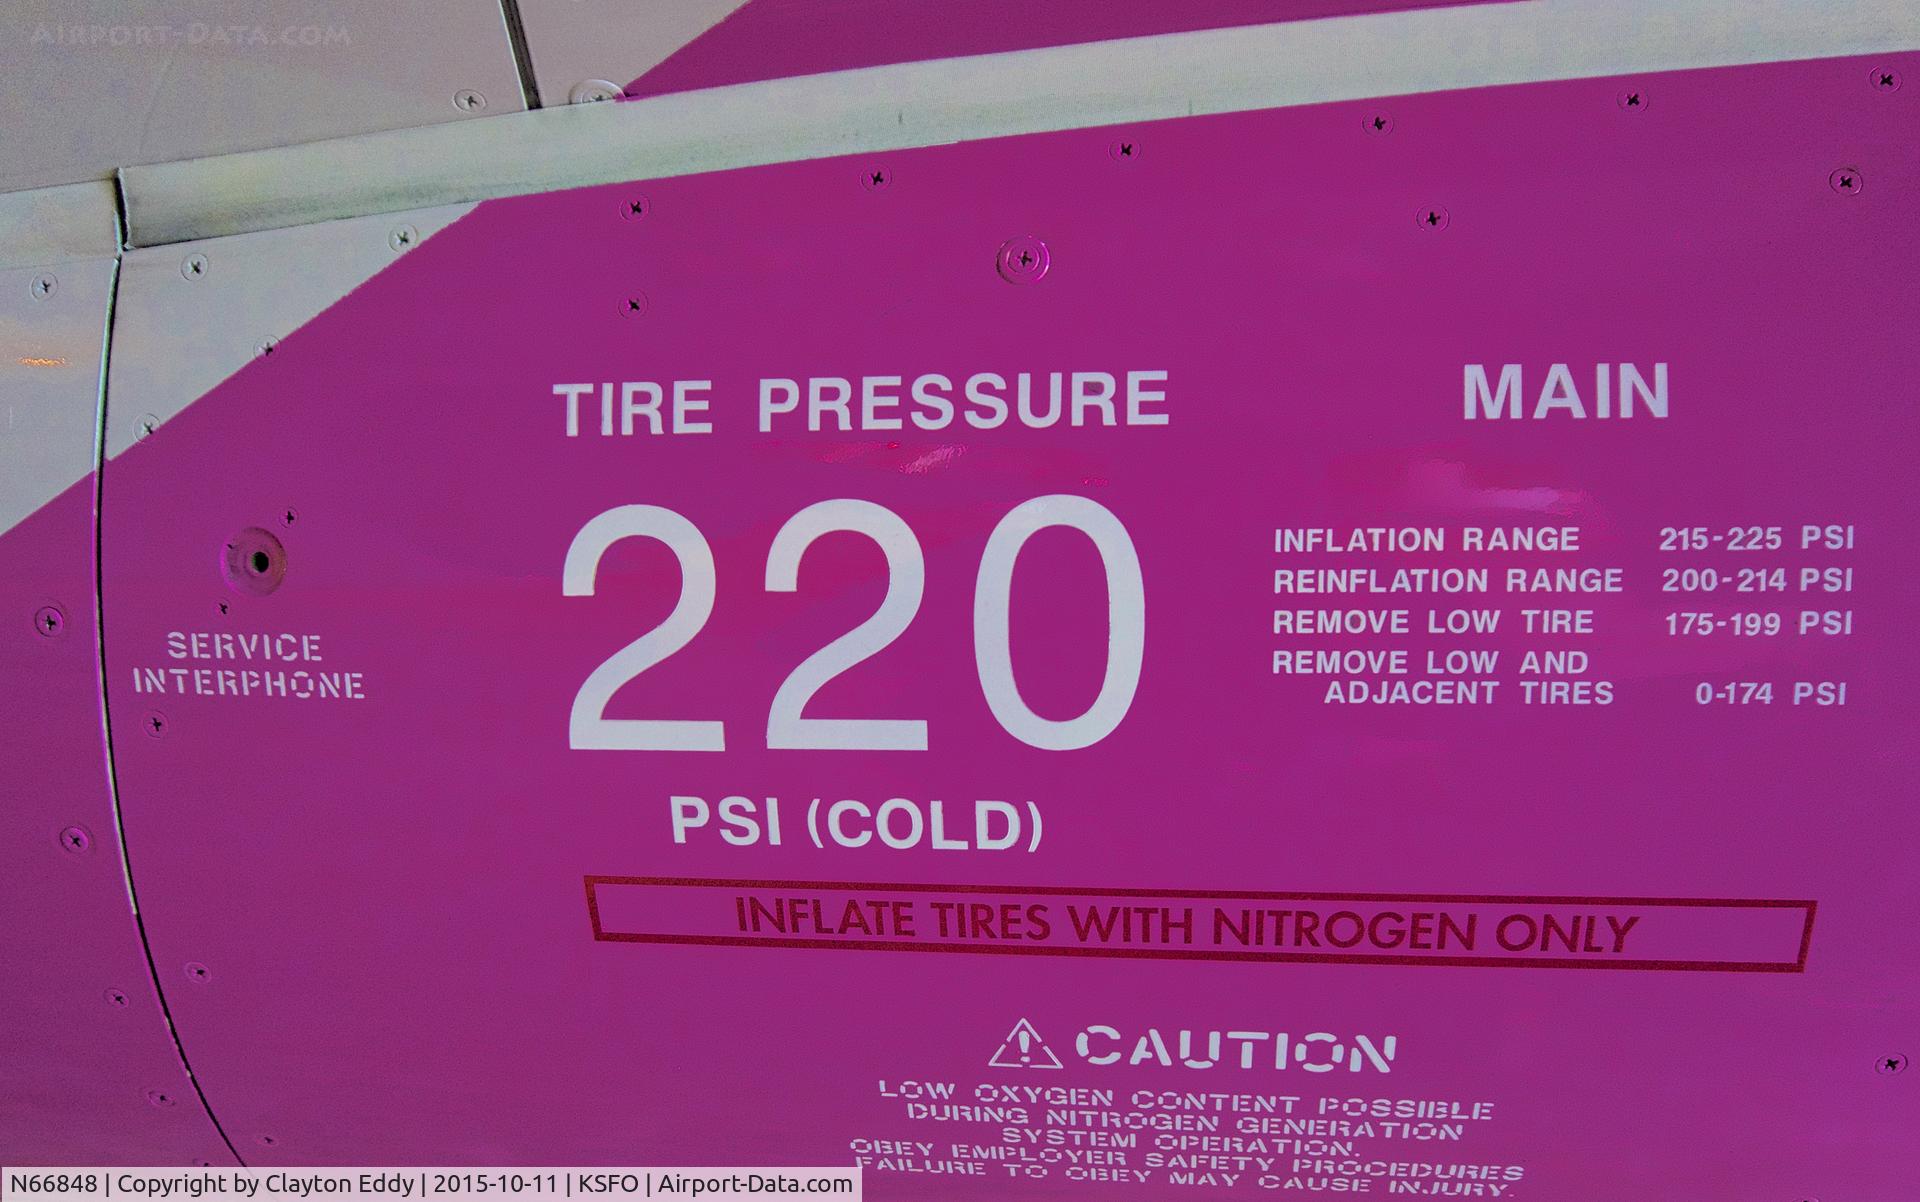 AIRPORT-DATA.COM
TIRE PRESSURE
220
PSI (COLD)
MAIN
INFLATION RANGE 215-225 PSI
REINFLATION RANGE 200-214 PSI
REMOVE LOW TIRE 175-199 PSI
REMOVE LOW AND
ADJACENT TIRES 0-174 PSI
SERVICE
INTERPHONE
INFLATE TIRES WITH NITROGEN ONLY
⚠ CAUTION
LOW OXYGEN CONTENT POSSIBLE
DURING NITROGEN GENERATION
SYSTEM OPERATION.
OBEY EMPLOYER SAFETY PROCEDURES
FAILURE TO OBEY MAY CAUSE INJURY.
N66848 | Copyright by Clayton Eddy | 2015-10-11 | KSFO | Airport-Data.com